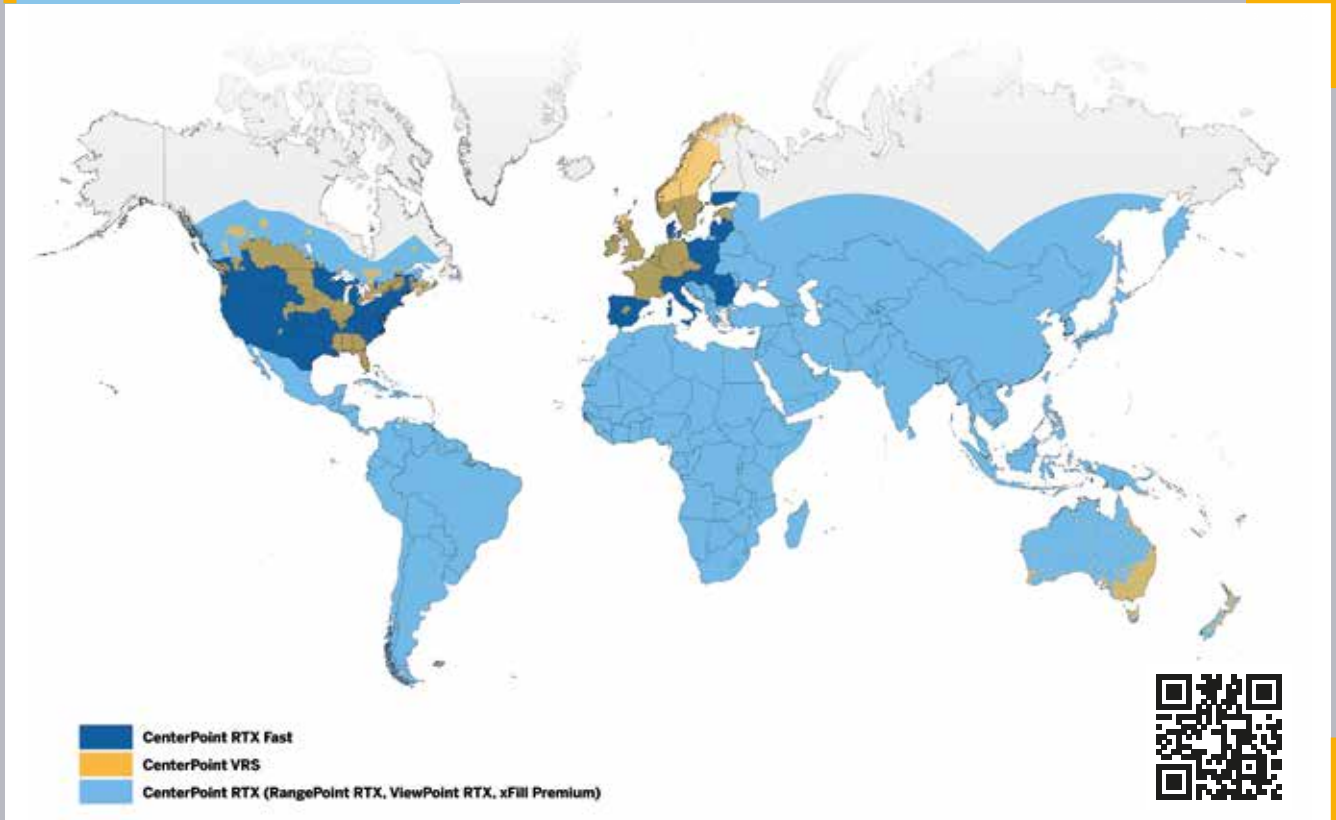 CenterPoint RTX Fast
CenterPoint VRS
CenterPoint RTX (RangePoint RTX, ViewPoint RTX, xFill Premium)